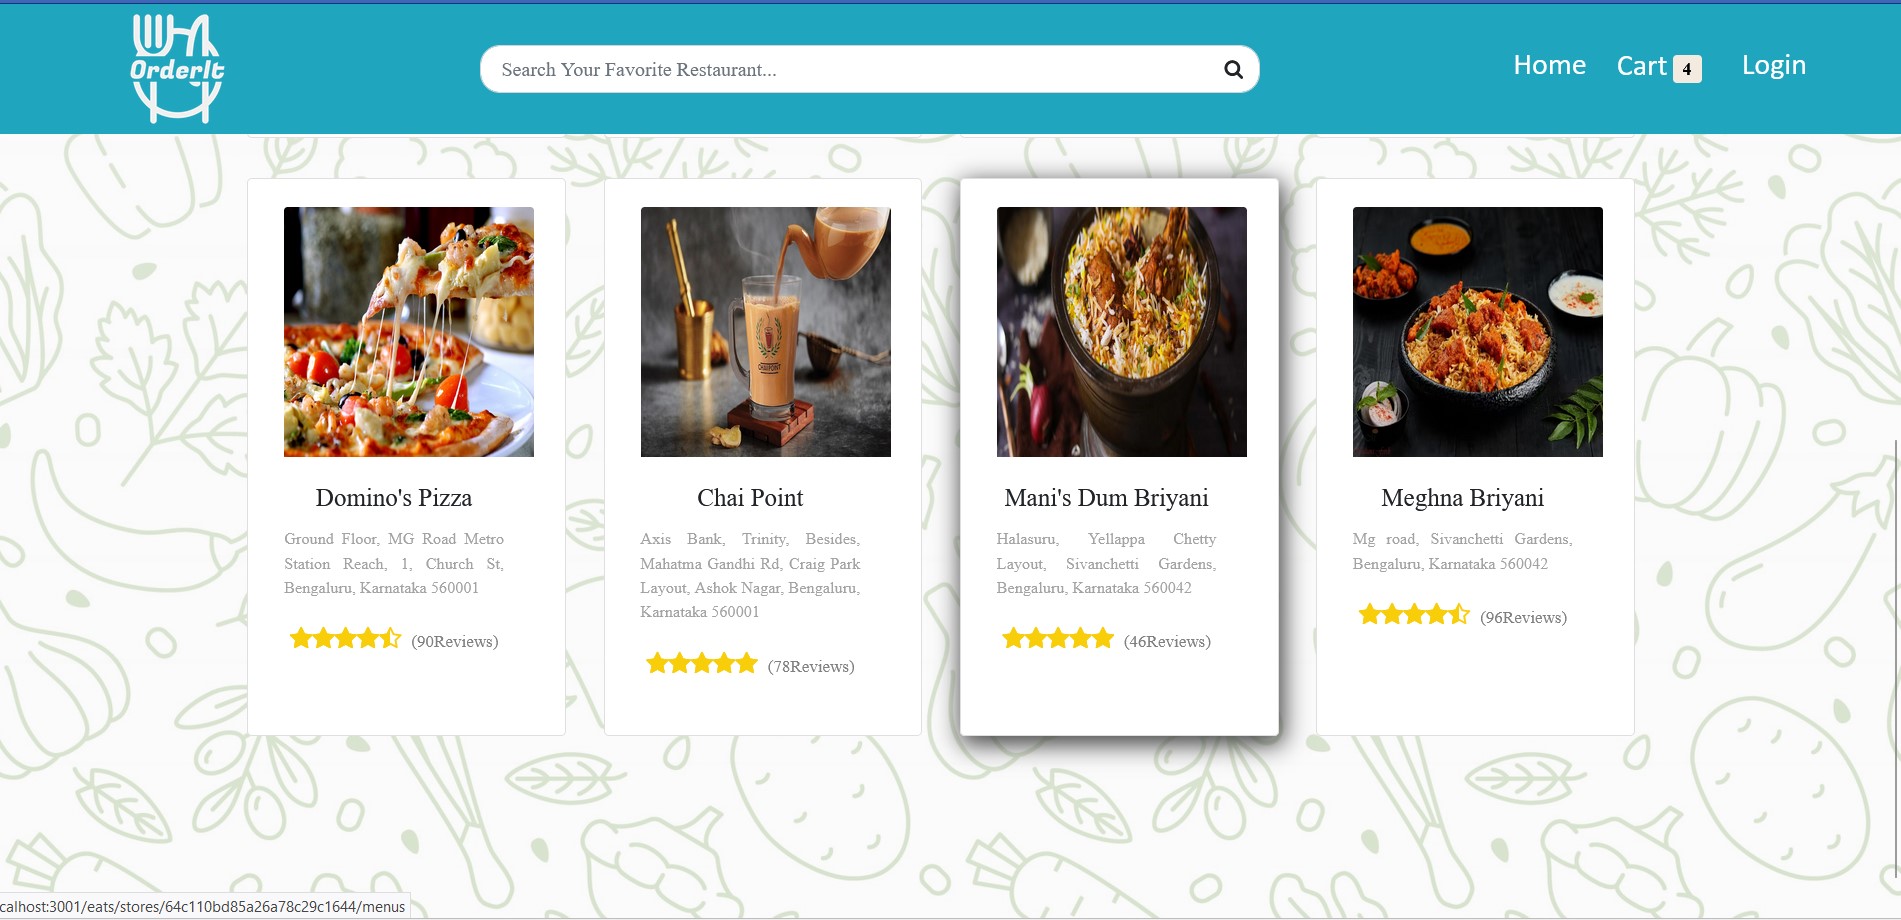 OrderIt
Search Your Favorite Restaurant...
Home Cart 4 Login
CHAIPOINT
Domino's Pizza
Ground Floor, MG Road Metro
Station Reach, 1, Church St,
Bengaluru, Karnataka 560001
(90Reviews)
Chai Point
Axis Bank, Trinity, Besides,
Mahatma Gandhi Rd, Craig Park
Layout, Ashok Nagar, Bengaluru,
Karnataka 560001
(78Reviews)
Mani's Dum Briyani
Halasuru, Yellappa Chetty
Layout, Sivanchetti Gardens,
Bengaluru, Karnataka 560042
(46Reviews)
Meghna Briyani
Mg road, Sivanchetti Gardens,
Bengaluru, Karnataka 560042
(96Reviews)
calhost:3001/eats/stores/64c110bd85a26a78c29c1644/menus